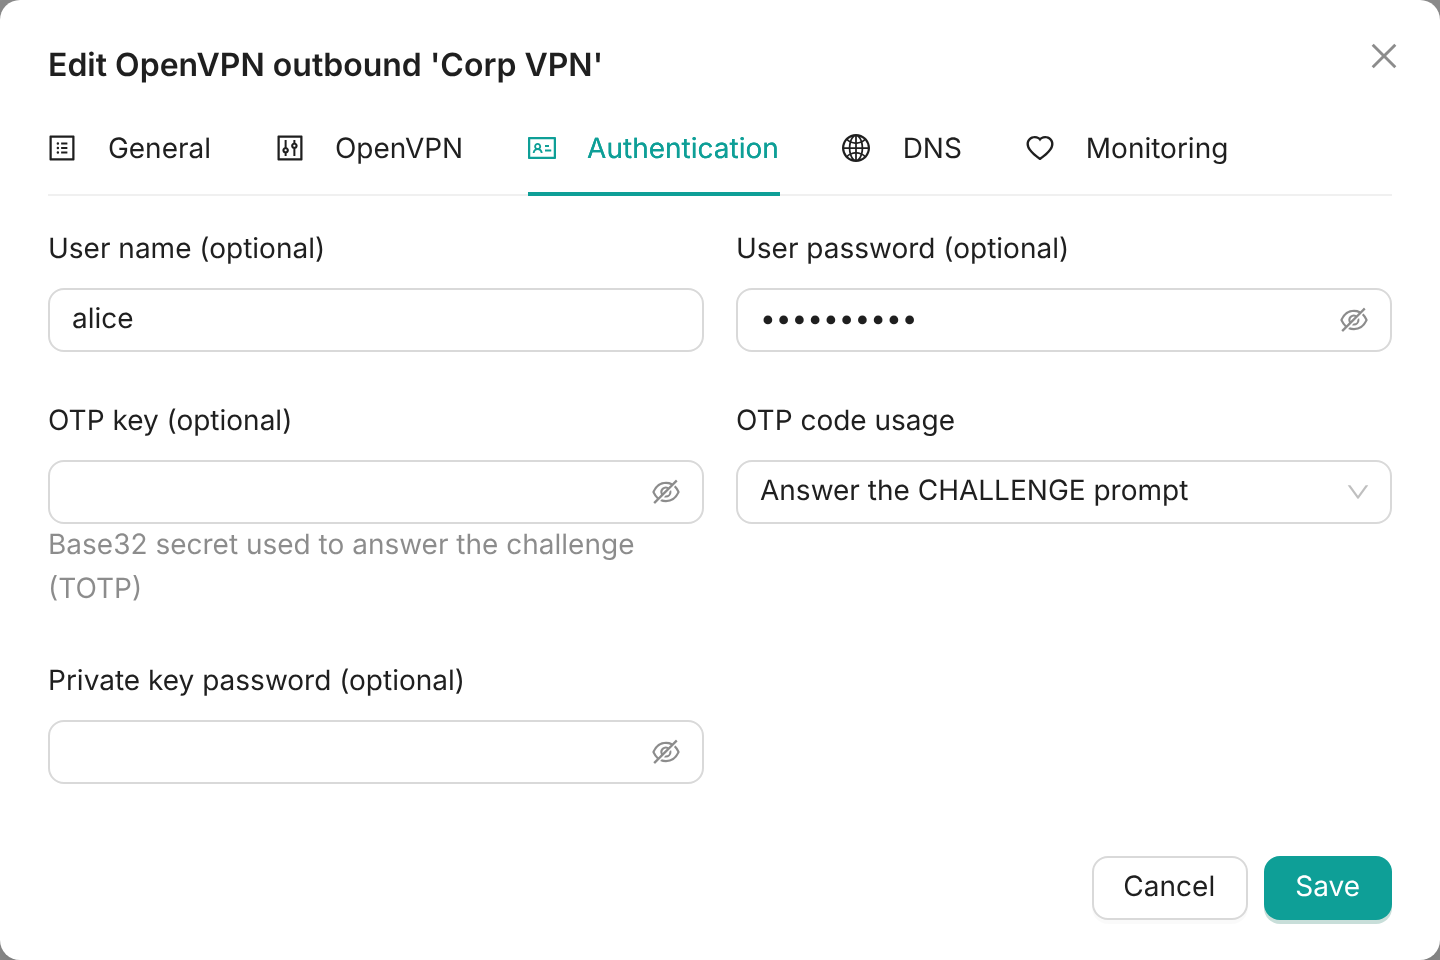 Edit OpenVPN outbound 'Corp VPN'
General
OpenVPN
Authentication
DNS
Monitoring
User name (optional)
User password (optional)
alice
••••••••••
OTP key (optional)
OTP code usage
Answer the CHALLENGE prompt
Base32 secret used to answer the challenge
(TOTP)
Private key password (optional)
Cancel
Save